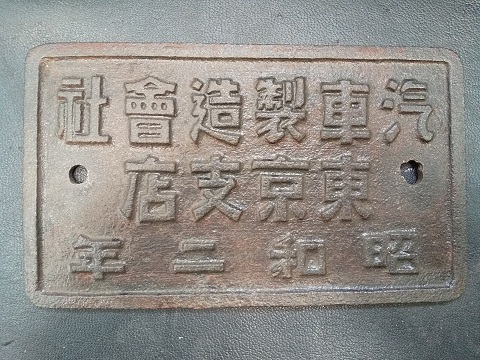 汽車製造會社
東京支店
昭和二年